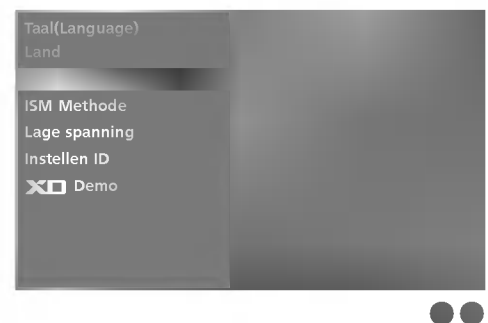 Taal(Language)
Land
ISM Methode
Lage spanning
Instellen ID
XD Demo